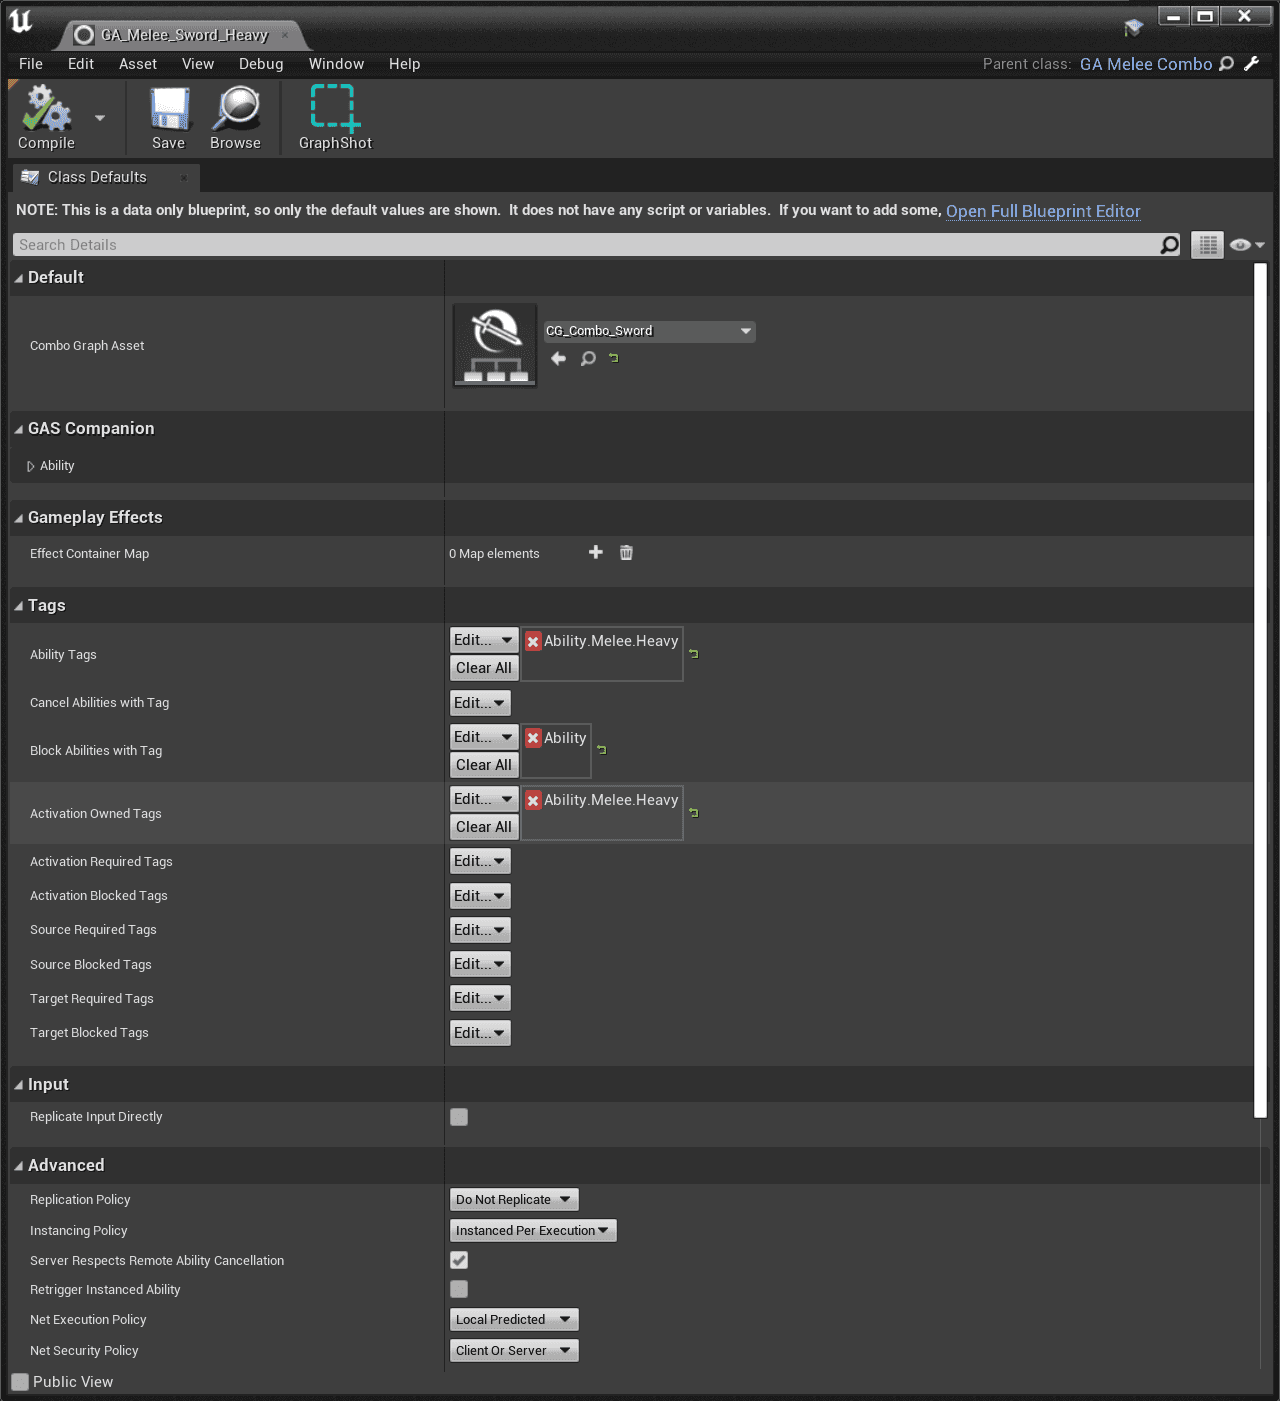 GA_Melee_Sword_Heavy
File Edit Asset View Debug Window Help Parent class: GA Melee Combo
Compile Save Browse GraphShot
Class Defaults
NOTE: This is a data only blueprint, so only the default values are shown. It does not have any script or variables. If you want to add some, Open Full Blueprint Editor
Search Details
Default
Combo Graph Asset CG_Combo_Sword
GAS Companion
Ability
Gameplay Effects
Effect Container Map 0 Map elements
Tags
Ability Tags Edit... Ability.Melee.Heavy
Clear All
Cancel Abilities with Tag Edit...
Block Abilities with Tag Edit... Ability
Clear All
Activation Owned Tags Edit... Ability.Melee.Heavy
Clear All
Activation Required Tags Edit...
Activation Blocked Tags Edit...
Source Required Tags Edit...
Source Blocked Tags Edit...
Target Required Tags Edit...
Target Blocked Tags Edit...
Input
Replicate Input Directly
Advanced
Replication Policy Do Not Replicate
Instancing Policy Instanced Per Execution
Server Respects Remote Ability Cancellation
Retrigger Instanced Ability
Net Execution Policy Local Predicted
Net Security Policy Client Or Server
Public View